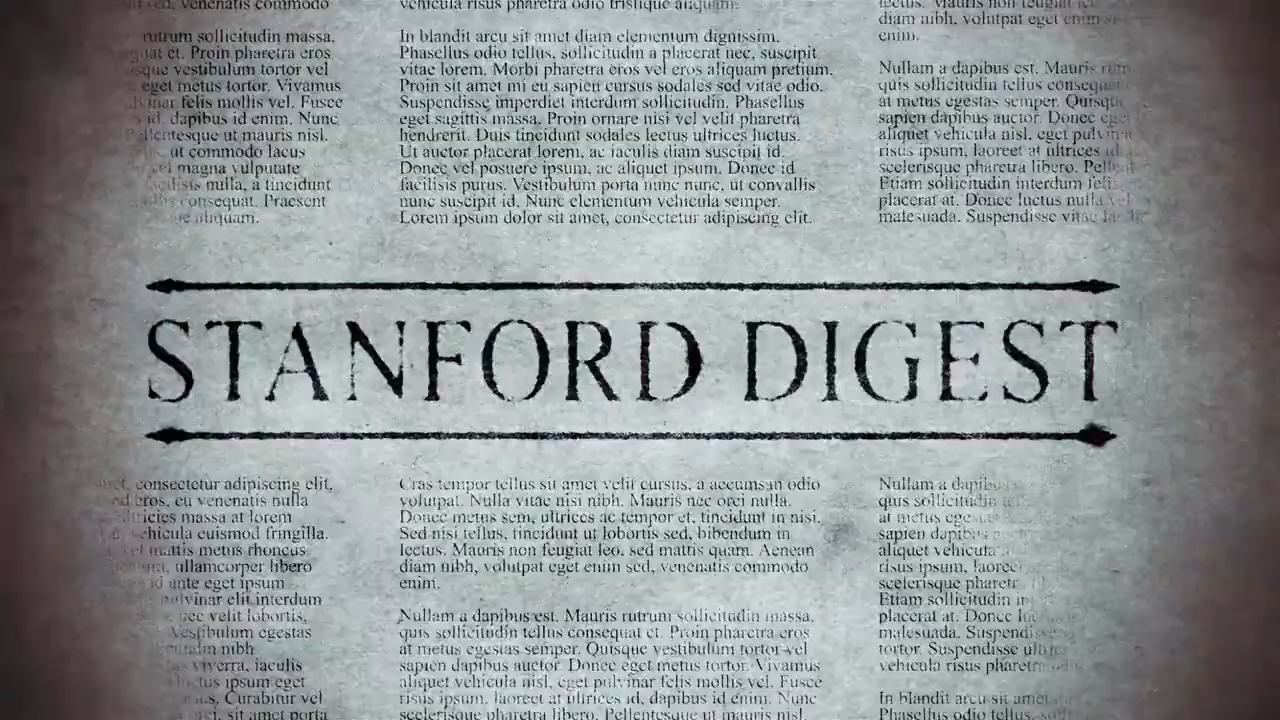 venenatis commodo
rutrum sollicitudin massa,
et. Proin pharetra eros
vestibulum tortor vel
eget metus tortor. Vivamus
felis mollis vel. Fusce
id, dapibus id enim. Nunc
Pellentesque ut mauris nisl.
ut commodo lacus
vel magna vulputate
nulla, a tincidunt
consequat. Praesent
aliquam.
vehicula risus pharetra odio tristique aliquam.
In blandit arcu sit amet diam elementum dignissim.
Phasellus odio tellus, sollicitudin a placerat nec, suscipit
vitae lorem. Morbi pharetra eros vel eros aliquam pretium.
Proin sit amet mi eu sapien cursus sodales sed vitae odio.
Suspendisse imperdiet interdum sollicitudin. Phasellus
eget sagittis massa. Proin ornare nisi vel velit pharetra
hendrerit. Duis tincidunt sodales lectus ultrices luctus.
Ut auctor placerat lorem, ac iaculis diam suscipit id.
Donec vel posuere ipsum, ac aliquet ipsum. Donec id
facilisis purus. Vestibulum porta nunc nunc, ut convallis
nunc suscipit id. Nunc elementum vehicula semper.
Lorem ipsum dolor sit amet, consectetur adipiscing elit.
lectus. Mauris non feugiat
diam nibh, volutpat eget enim
enim.
Nullam a dapibus est. Mauris
quis sollicitudin tellus consequat
at metus egestas semper. Quisque
sapien dapibus auctor. Donec
aliquet vehicula nisl, eget pulvinar
risus ipsum, laoreet at ultrices
scelerisque pharetra libero.
Etiam sollicitudin interdum
placerat at. Donec luctus nulla vel
malesuada. Suspendisse vitae
STANFORD DIGEST
consectetur adipiscing elit.
eros, eu venenatis nulla
massa at lorem
vehicula euismod fringilla.
mattis metus rhoncus
ullamcorper libero
id ante eget ipsum
pulvinar elit interdum
nec velit lobortis,
Vestibulum egestas
nibh
viverra, iaculis
luctus ipsum eget
Curabitur vel
sit amet porta
Cras tempor tellus sit amet velit cursus, a accumsan odio
volutpat. Nulla vitae nisi nibh. Mauris nec orci nulla.
Donec metus sem, ultrices ac tempor et, tincidunt in nisi.
Sed nisi tellus, tincidunt ut lobortis sed, bibendum in
lectus. Mauris non feugiat leo, sed mattis quam. Aenean
diam nibh, volutpat eget enim sed, venenatis commodo
enim.
Nullam a dapibus est. Mauris rutrum sollicitudin massa,
quis sollicitudin tellus consequat et. Proin pharetra eros
at metus egestas semper. Quisque vestibulum tortor vel
sapien dapibus auctor. Donec eget metus tortor. Vivamus
aliquet vehicula nisl, eget pulvinar felis mollis vel. Fusce
risus ipsum, laoreet at ultrices id, dapibus id enim. Nunc
scelerisque pharetra libero. Pellentesque ut mauris nisl.
Nullam a dapibus
quis sollicitudin
at metus
sapien dapibus
aliquet vehicula
risus ipsum,
scelerisque
Etiam sollicitudin
placerat at. Donec
malesuada.
tortor. Suspendisse
vehicula risus pharetra
In blandit arcu sit amet
Phasellus odio tellus,